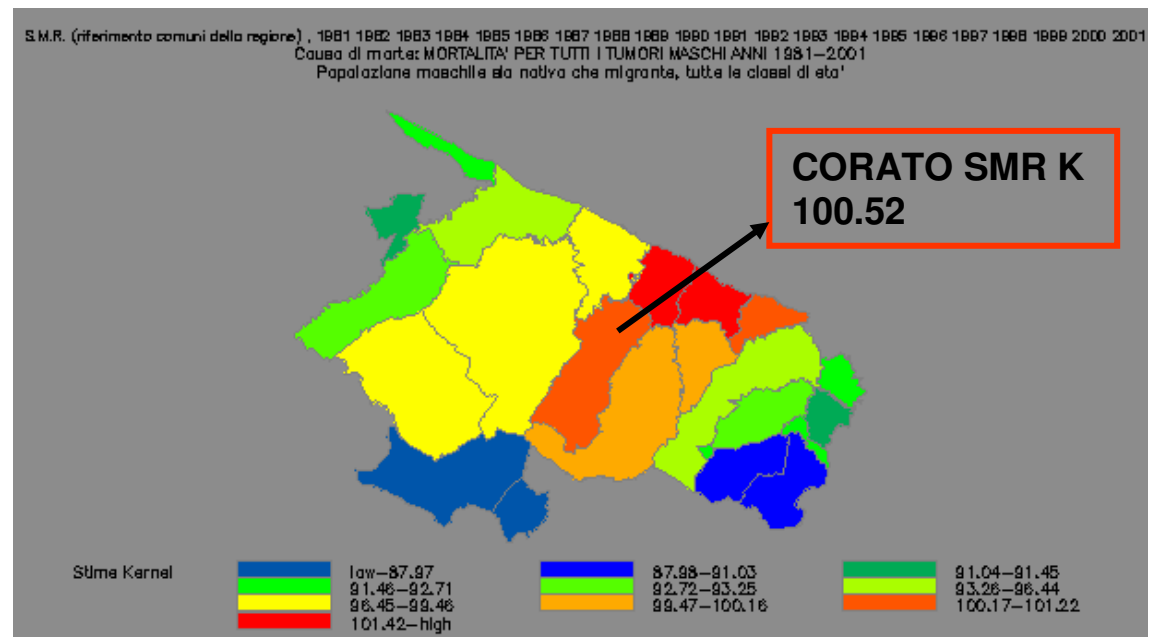 S.M.R. (riferimento comuni della regione) , 1981 1982 1983 1984 1985 1986 1987 1988 1989 1990 1991 1992 1993 1994 1995 1996 1997 1998 1999 2000 2001
Causa di morte: MORTALITA' PER TUTTI I TUMORI MASCHI ANNI 1981-2001
Popolazione maschile sia nativa che migrante, tutte le classi di eta'
CORATO SMR K
100.52
Stime Kernel
low-87.97 87.98-91.03 91.04-91.45
91.46-92.71 92.72-93.25 93.26-96.44
96.45-99.46 99.47-100.16 100.17-101.22
101.42-high